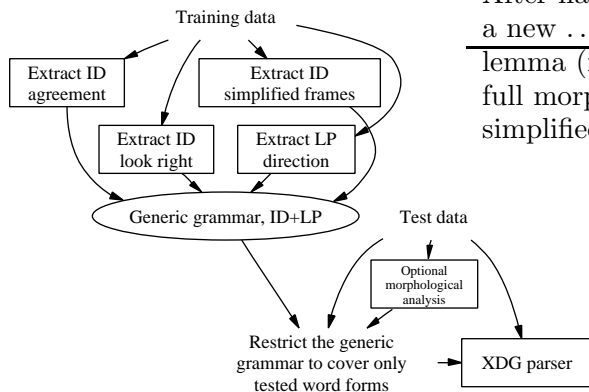 Training data
Extract ID
agreement
Extract ID
simplified frames
Extract ID
look right
Extract LP
direction
Generic grammar, ID+LP
Test data
Optional
morphological
analysis
Restrict the generic
grammar to cover only
tested word forms
XDG parser
a new . .
lemma
full morp
simplified